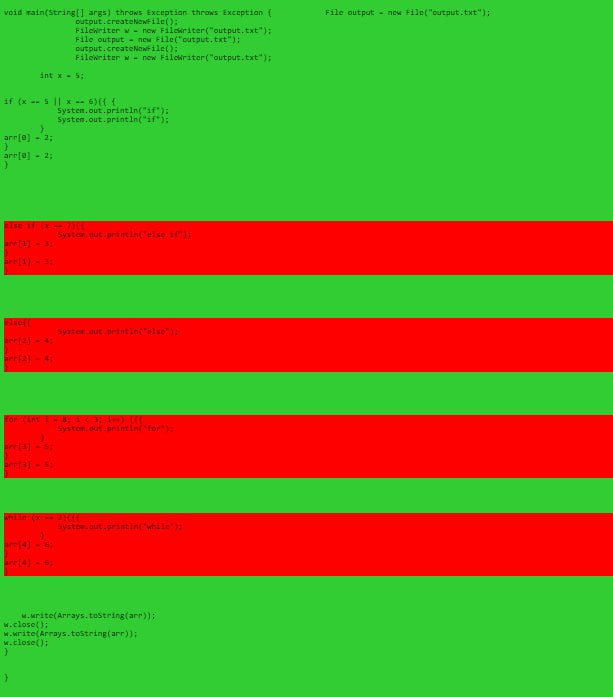 void main(String[] args) throws Exception throws Exception { File output = new File("output.txt");
output.createNewFile();
FileWriter w = new FileWriter("output.txt");
File output = new File("output.txt");
output.createNewFile();
FileWriter w = new FileWriter("output.txt");
int x = 5;
if (x == 5 || x == 6){{ {
System.out.println("if");
System.out.println("if");
}
arr[0] = 2;
}
arr[0] = 2;
}
else if (x == 7){{
System.out.println("else if");
arr[1] = 3;
}
arr[1] = 3;
}
else{{
System.out.println("else");
arr[2] = 4;
}
arr[2] = 4;
}
for (int i = 0; i < 3; i++) {{{
System.out.println("for");
}
arr[3] = 5;
}
arr[3] = 5;
}
while (x == 2){{{
System.out.println("while");
}
arr[4] = 6;
}
arr[4] = 6;
}
w.write(Arrays.toString(arr));
w.close();
w.write(Arrays.toString(arr));
w.close();
}
}